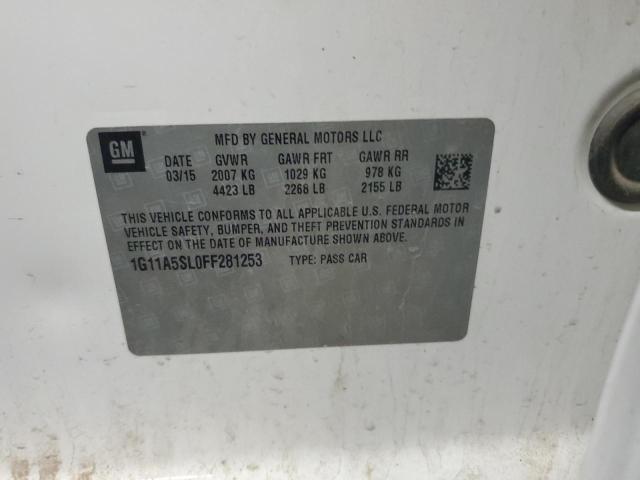 GM
MFD BY GENERAL MOTORS LLC
DATE GVWR GAWR FRT GAWR RR
03/15 2007 KG 1029 KG 978 KG
4423 LB 2268 LB 2155 LB
THIS VEHICLE CONFORMS TO ALL APPLICABLE U.S. FEDERAL MOTOR
VEHICLE SAFETY, BUMPER, AND THEFT PREVENTION STANDARDS IN
EFFECT ON THE DATE OF MANUFACTURE SHOWN ABOVE.
1G11A5SL0FF281253 TYPE: PASS CAR